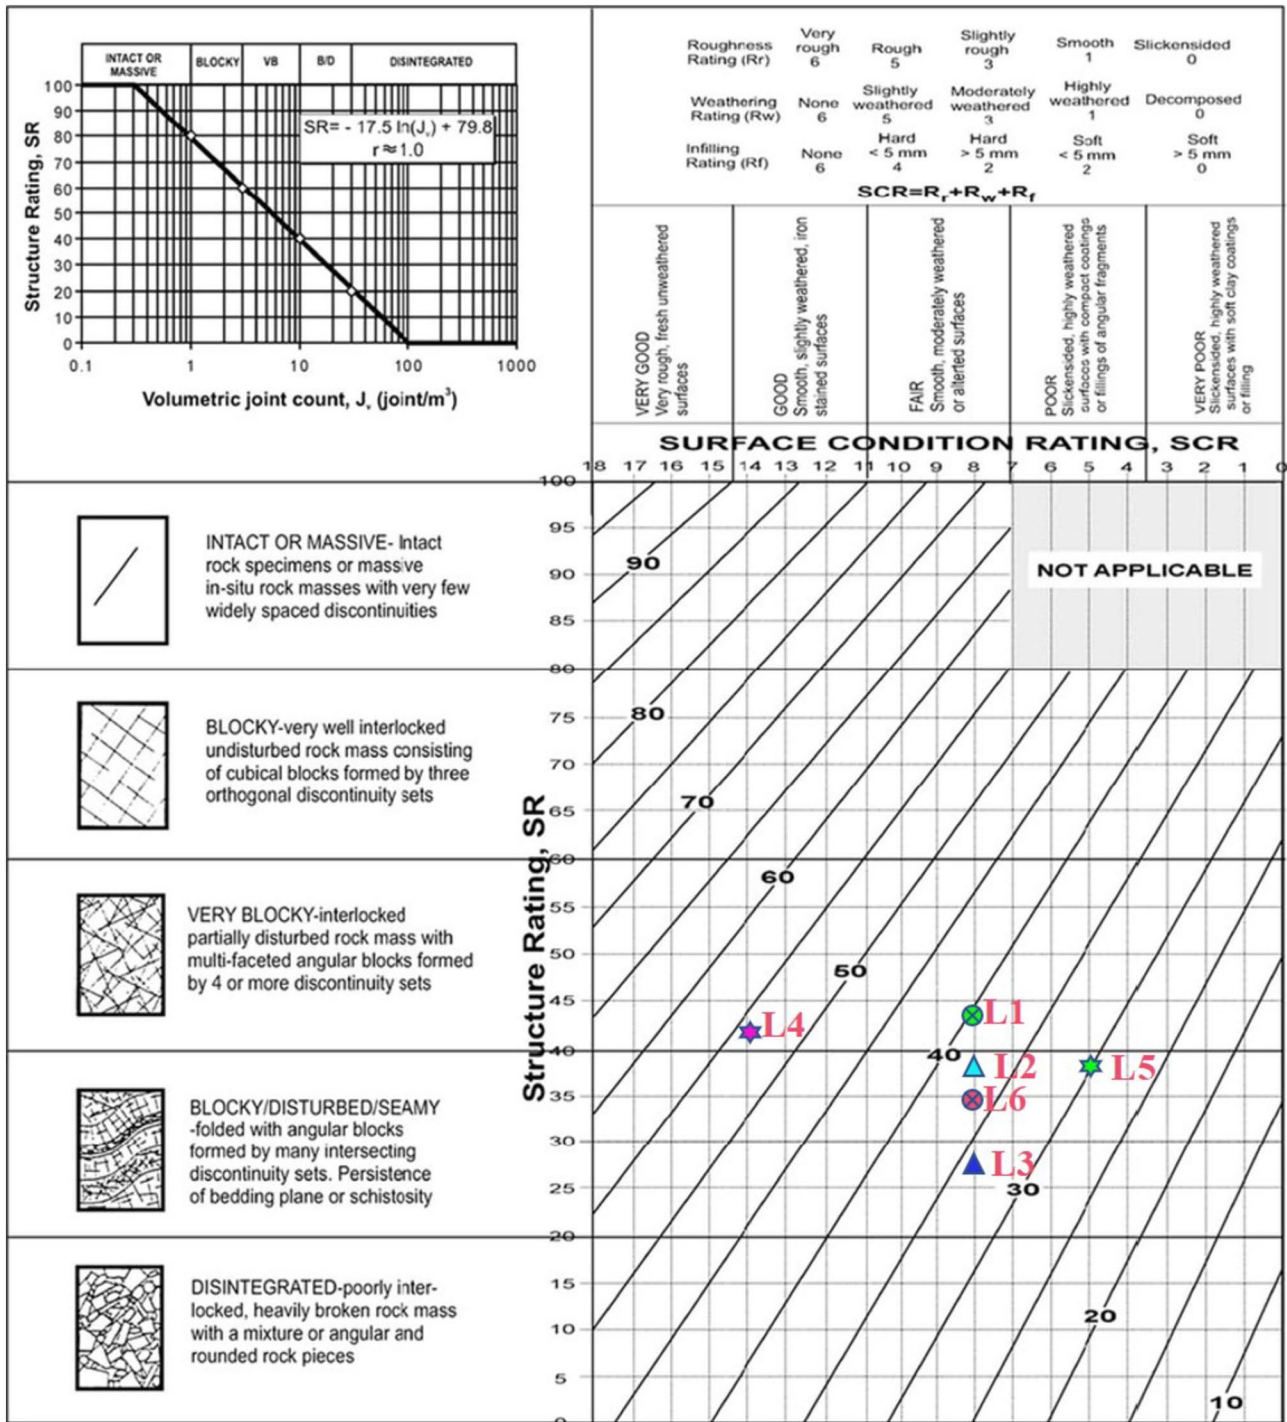 INTACT OR
MASSIVE
BLOCKY
VB
B/D
DISINTEGRATED
Structure Rating, SR
100
90
80
70
60
50
40
30
20
10
0
SR= - 17.5 ln(Jᵥ) + 79.8
r ≈ 1.0
0.1 1 10 100 1000
Volumetric joint count, Jᵥ (joint/m³)
Roughness
Rating (Rr)
Very
rough
6
Rough
5
Slightly
rough
3
Smooth
1
Slickensided
0
Weathering
Rating (Rw)
None
6
Slightly
weathered
5
Moderately
weathered
3
Highly
weathered
1
Decomposed
0
Infilling
Rating (Rf)
None
6
Hard
< 5 mm
4
Hard
> 5 mm
2
Soft
< 5 mm
2
Soft
> 5 mm
0
SCR=Rᵣ+R_w+R_f
VERY GOOD
Very rough, fresh unweathered
surfaces
GOOD
Smooth, slightly weathered, iron
stained surfaces
FAIR
Smooth, moderately weathered
or alterted surfaces
POOR
Slickensided, highly weathered
surfaces with compact coatings
or fillings of angular fragments
VERY POOR
Slickensided, highly weathered
surfaces with soft clay coatings
or filling
SURFACE CONDITION RATING, SCR
18 17 16 15 14 13 12 11 10 9 8 7 6 5 4 3 2 1 0
INTACT OR MASSIVE- Intact
rock specimens or massive
in-situ rock masses with very few
widely spaced discontinuities
BLOCKY-very well interlocked
undisturbed rock mass consisting
of cubical blocks formed by three
orthogonal discontinuity sets
VERY BLOCKY-interlocked
partially disturbed rock mass with
multi-faceted angular blocks formed
by 4 or more discontinuity sets
BLOCKY/DISTURBED/SEAMY
-folded with angular blocks
formed by many intersecting
discontinuity sets. Persistence
of bedding plane or schistosity
DISINTEGRATED-poorly inter-
locked, heavily broken rock mass
with a mixture or angular and
rounded rock pieces
Structure Rating, SR
100
95
90
85
80
75
70
65
60
55
50
45
40
35
30
25
20
15
10
5
0
NOT APPLICABLE
90
80
70
60
50
40
30
20
10
L1
L4
L2
L5
L6
L3